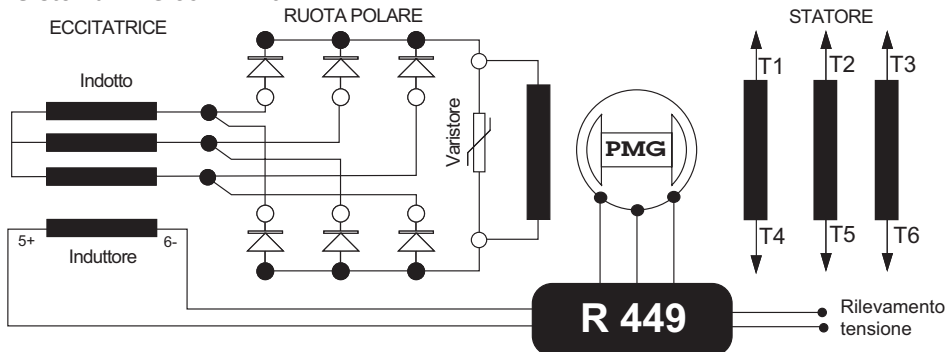 ECCITATRICE
RUOTA POLARE
STATORE
Indotto
Varistore
PMG
T1
T2
T3
T4
T5
T6
5+
6-
Induttore
R 449
Rilevamento
tensione